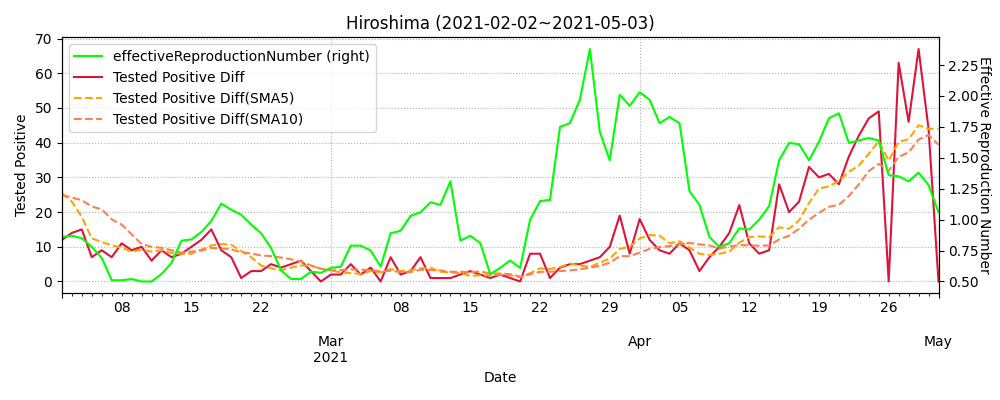 Hiroshima (2021-02-02~2021-05-03)
effectiveReproductionNumber (right)
Tested Positive Diff
Tested Positive Diff(SMA5)
Tested Positive Diff(SMA10)
Tested Positive
70
60
50
40
30
20
10
0
2.25
2.00
1.75
1.50
1.25
1.00
0.75
0.50
Effective Reproduction Number
08 15 22 08 15 22 29 05 12 19 26
Mar Apr May
2021
Date